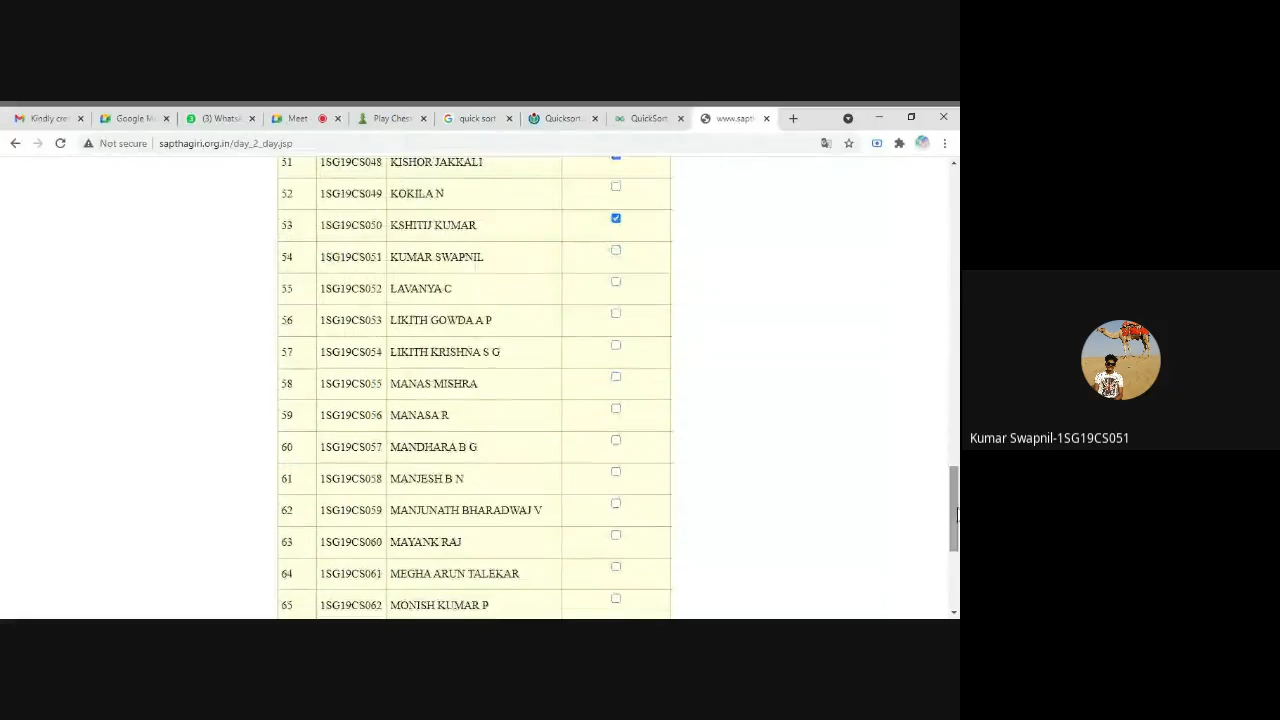 Kindly cre
Google M
(3) Whats
Meet
Play Ches
quick sort
Quicksort
QuickSort
www.sapt
Not secure
sapthagiri.org.in/day_2_day.jsp
51 1SG19CS048 KISHOR JAKKALI
52 1SG19CS049 KOKILA N
53 1SG19CS050 KSHITIJ KUMAR
54 1SG19CS051 KUMAR SWAPNIL
55 1SG19CS052 LAVANYA C
56 1SG19CS053 LIKITH GOWDA A P
57 1SG19CS054 LIKITH KRISHNA S G
58 1SG19CS055 MANAS MISHRA
59 1SG19CS056 MANASA R
60 1SG19CS057 MANDHARA B G
61 1SG19CS058 MANJESH B N
62 1SG19CS059 MANJUNATH BHARADWAJ V
63 1SG19CS060 MAYANK RAJ
64 1SG19CS061 MEGHA ARUN TALEKAR
65 1SG19CS062 MONISH KUMAR P
Kumar Swapnil-1SG19CS051